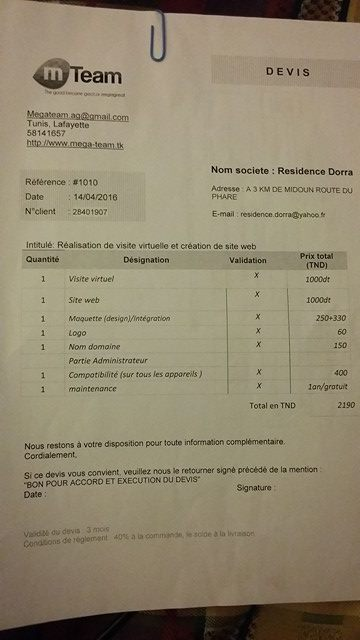 DEVIS
mTeam
The good become good or
Megateam.ag@gmail.com
Tunis, Lafayette
58141657
http://www.mega-team.tk
Nom societe : Residence Dorra
Adresse : A 3 KM DE MIDOUN ROUTE DU
PHARE
E-mail : residence.dorra@yahoo.fr
Référence : #1010
Date : 14/04/2016
N°client : 28401907
Intitulé: Réalisation de visite virtuelle et création de site web
Quantité Désignation Validation Prix total
(TND)
1 Visite virtuel X 1000dt
1 Site web X 1000dt
1 Maquette (design)/Intégration X 250+330
1 Logo X 60
1 Nom domaine X 150
Partie Administrateur
1 Compatibilité (sur tous les appareils ) X 400
1 maintenance X 1an/gratuit
Total en TND 2190
Nous restons à votre disposition pour toute information complémentaire.
Cordialement,
Si ce devis vous convient, veuillez nous le retourner signé précédé de la mention :
"BON POUR ACCORD ET EXECUTION DU DEVIS"
Date : Signature :
Validité du devis : 3 mois
Conditions de règlement : 40% à la commande, le solde à la livraison